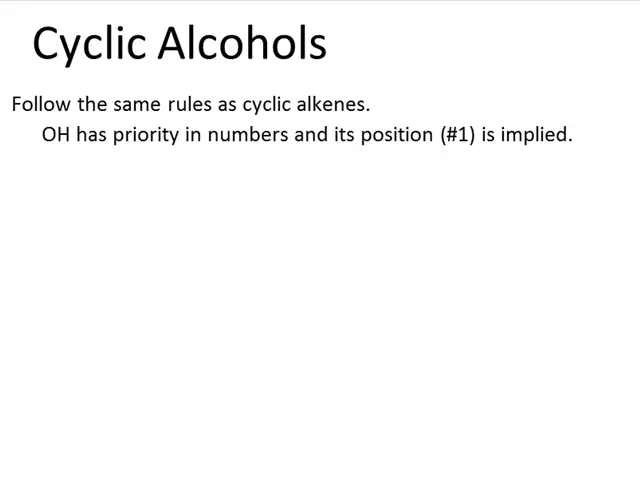 Cyclic Alcohols
Follow the same rules as cyclic alkenes.
OH has priority in numbers and its position (#1) is implied.